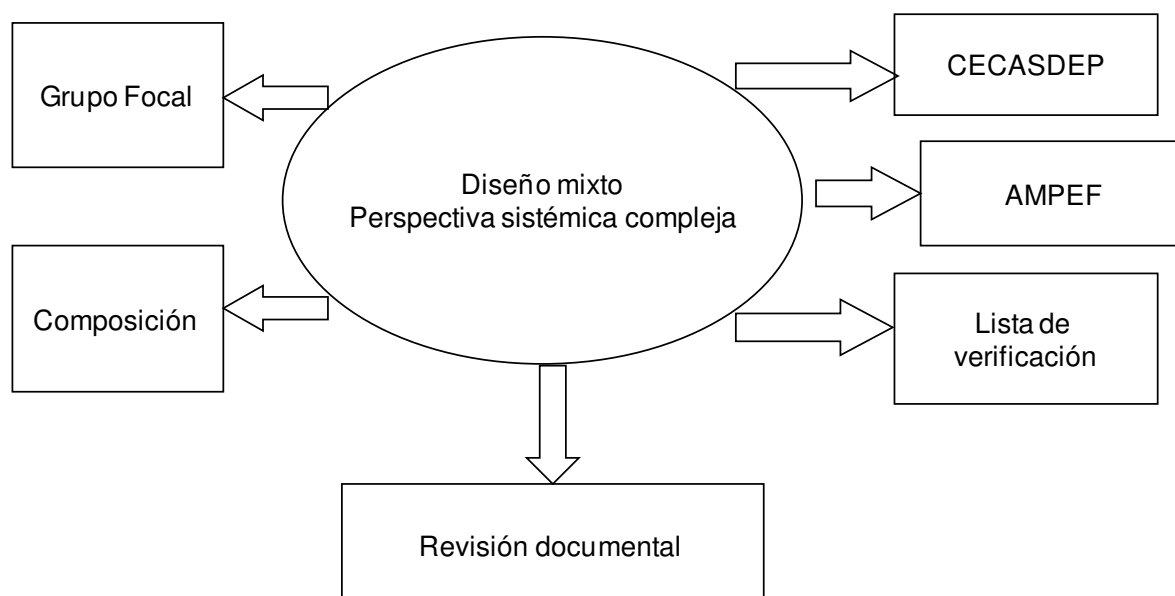 Grupo Focal
CECASDEP
Diseño mixto
Perspectiva sistémica compleja
AMPEF
Composición
Lista de
verificación
Revisión documental